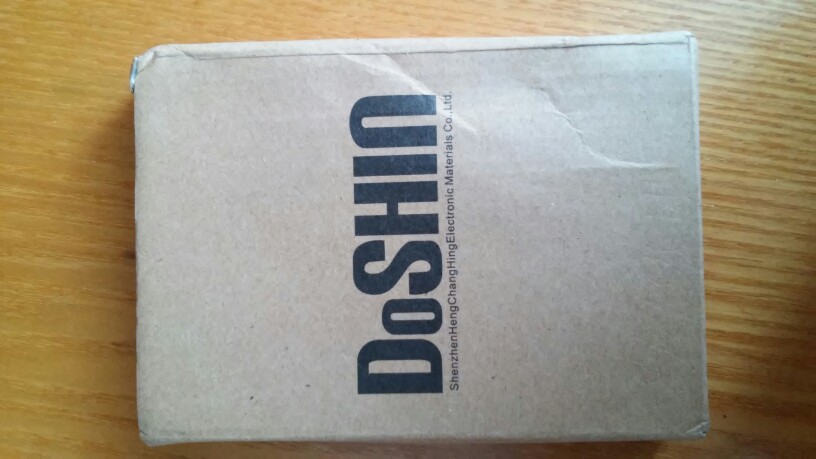 DoSHIN
ShenzhenHengChangHingElectronic Materials Co.,Ltd.